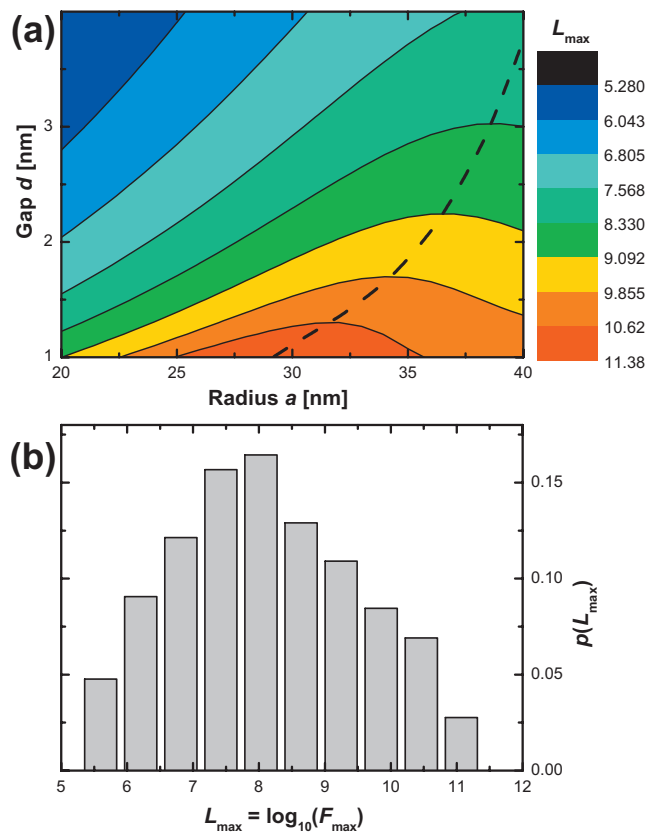 (a)
L_max
Gap d [nm]
3
2
1
20 25 30 35 40
Radius a [nm]
5.280
6.043
6.805
7.568
8.330
9.092
9.855
10.62
11.38
(b)
0.15
0.10
0.05
0.00
p(L_max)
5 6 7 8 9 10 11 12
L_max = log_10(F_max)